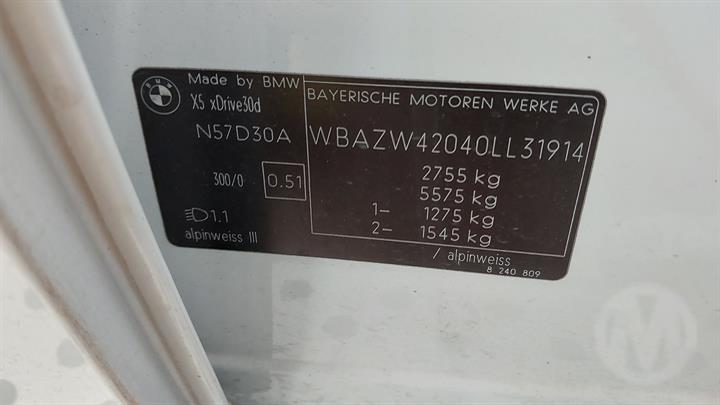 BMW
Made by BMW
X5 xDrive30d
N57D30A
300/0 0.51
1.1
alpinweiss III
BAYERISCHE MOTOREN WERKE AG
WBAZW42040LL31914
2755 kg
5575 kg
1- 1275 kg
2- 1545 kg
/ alpinweiss
8 240 809
M